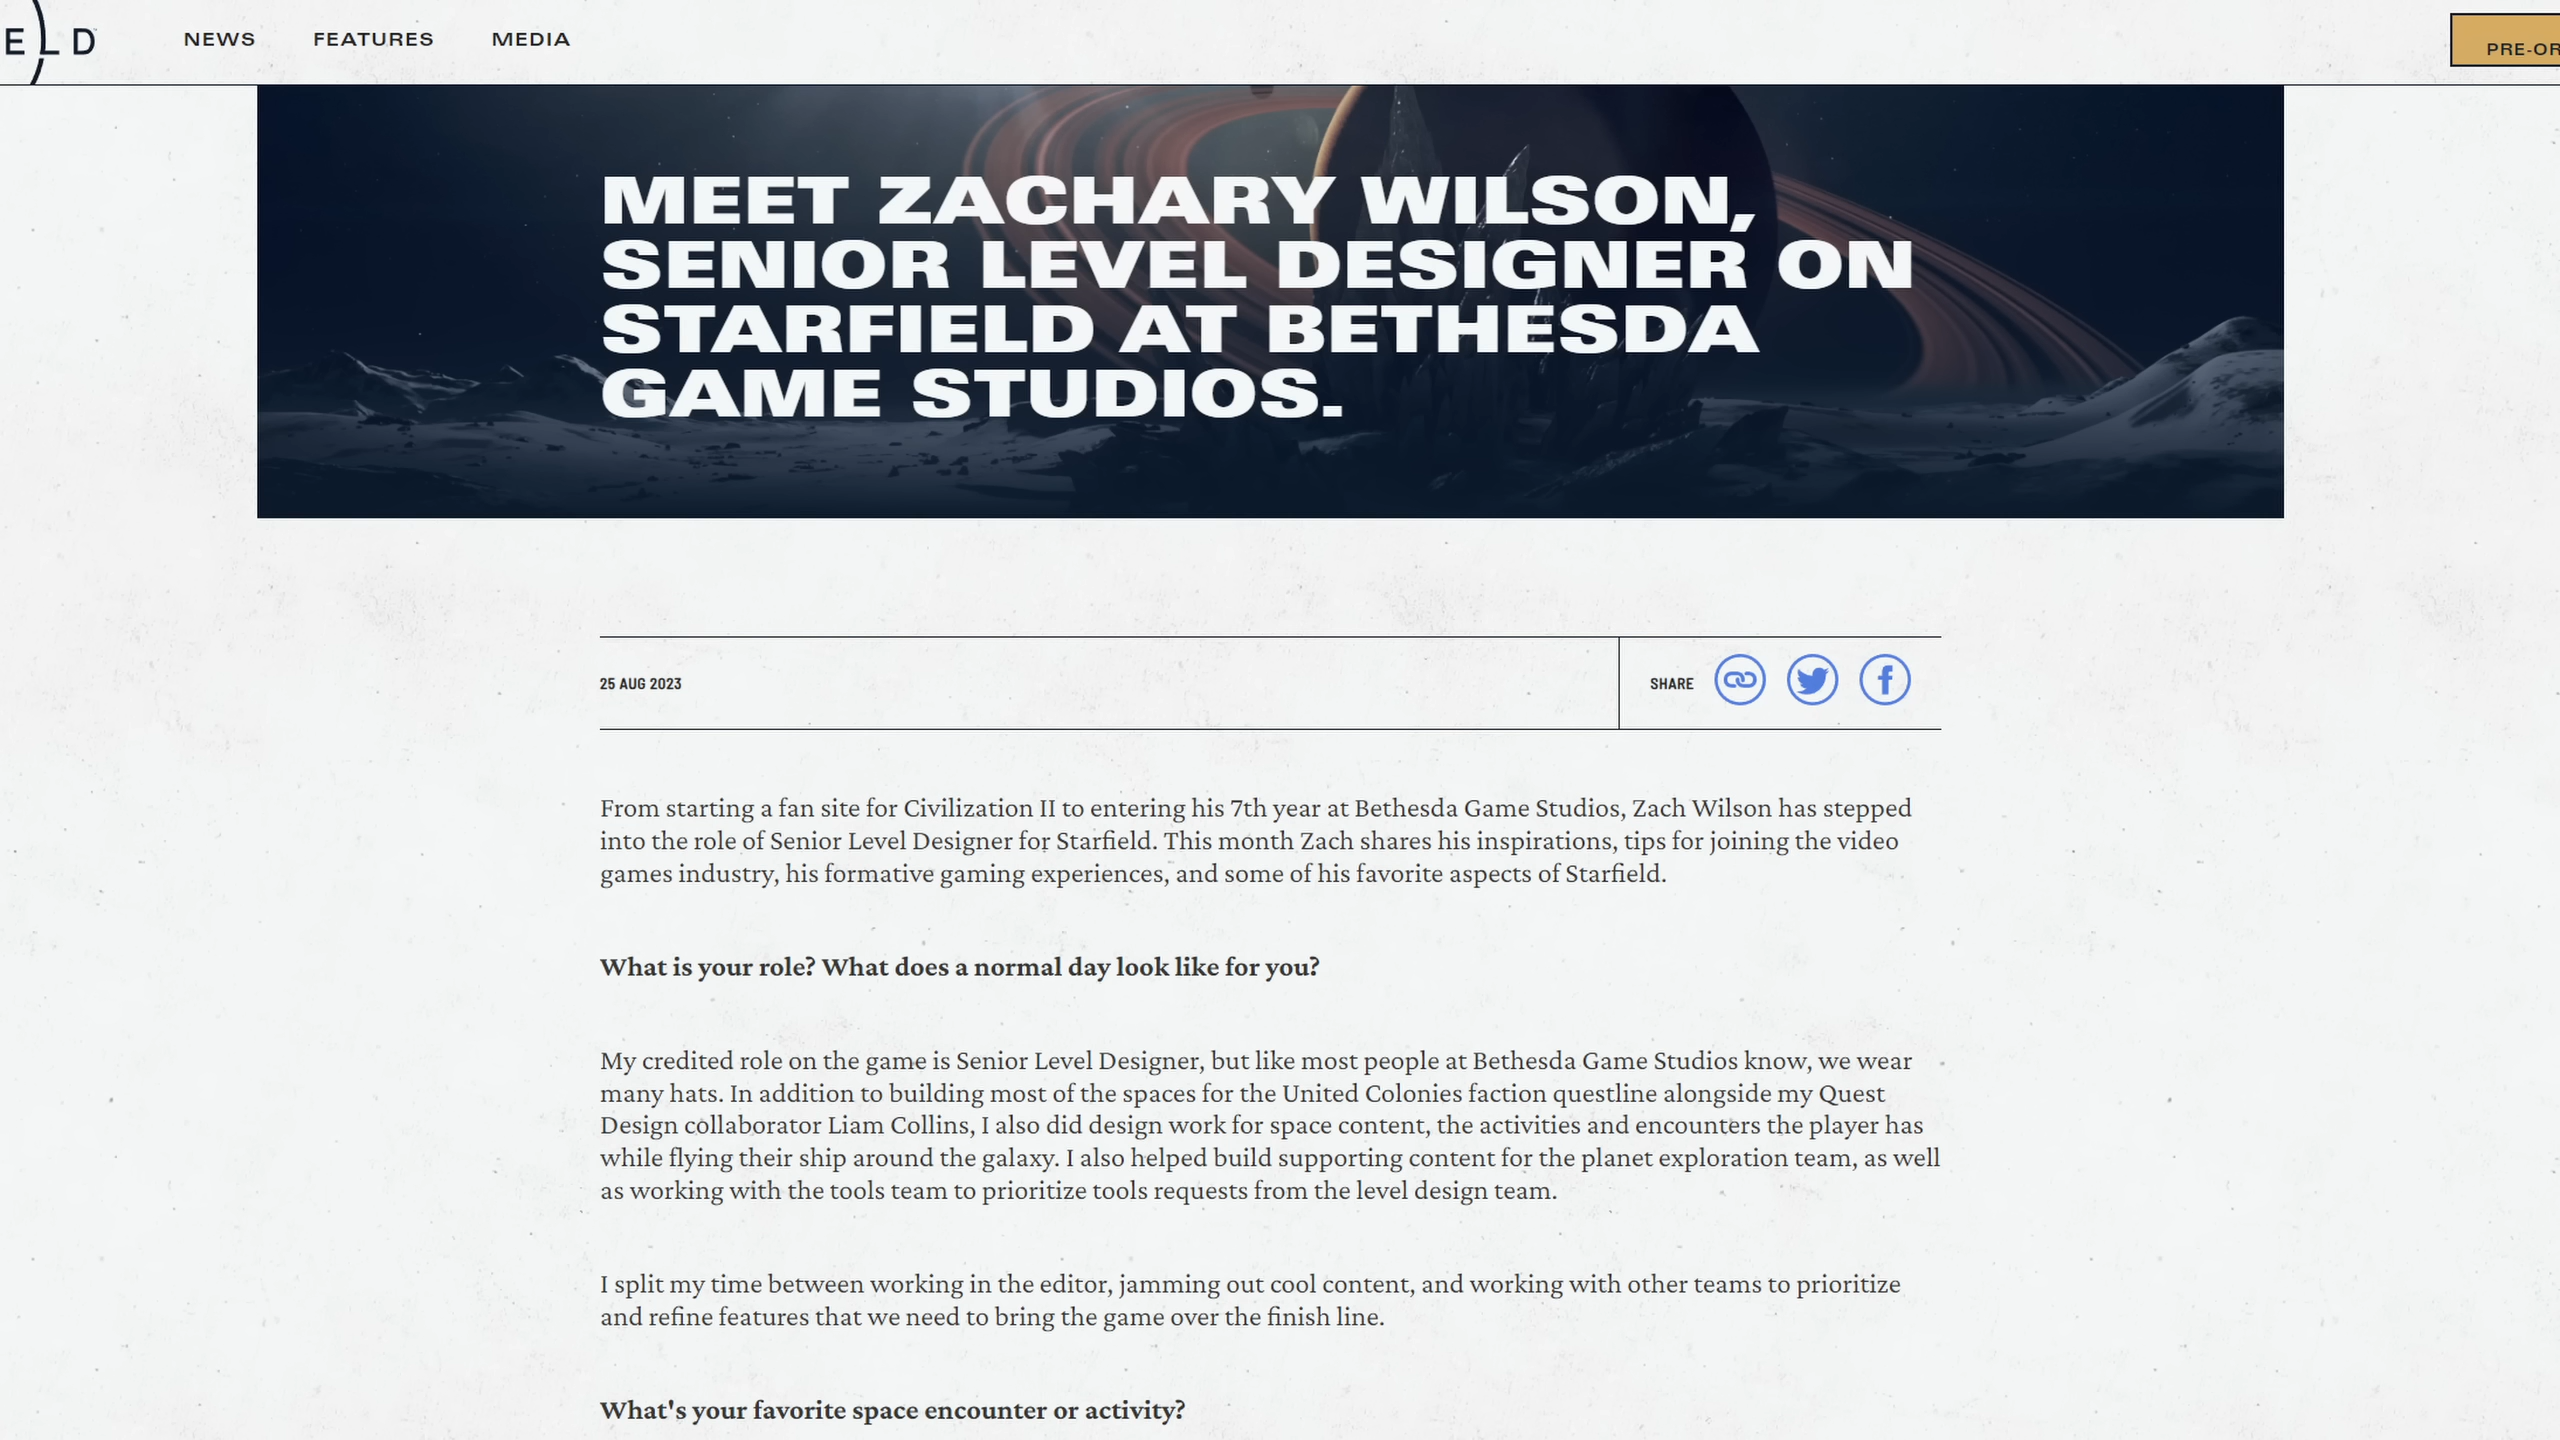 ELD
NEWS
FEATURES
MEDIA
PRE-OR
MEET ZACHARY WILSON,
SENIOR LEVEL DESIGNER ON
STARFIELD AT BETHESDA
GAME STUDIOS.
25 AUG 2023
SHARE
From starting a fan site for Civilization II to entering his 7th year at Bethesda Game Studios, Zach Wilson has stepped
into the role of Senior Level Designer for Starfield. This month Zach shares his inspirations, tips for joining the video
games industry, his formative gaming experiences, and some of his favorite aspects of Starfield.
What is your role? What does a normal day look like for you?
My credited role on the game is Senior Level Designer, but like most people at Bethesda Game Studios know, we wear
many hats. In addition to building most of the spaces for the United Colonies faction questline alongside my Quest
Design collaborator Liam Collins, I also did design work for space content, the activities and encounters the player has
while flying their ship around the galaxy. I also helped build supporting content for the planet exploration team, as well
as working with the tools team to prioritize tools requests from the level design team.
I split my time between working in the editor, jamming out cool content, and working with other teams to prioritize
and refine features that we need to bring the game over the finish line.
What's your favorite space encounter or activity?